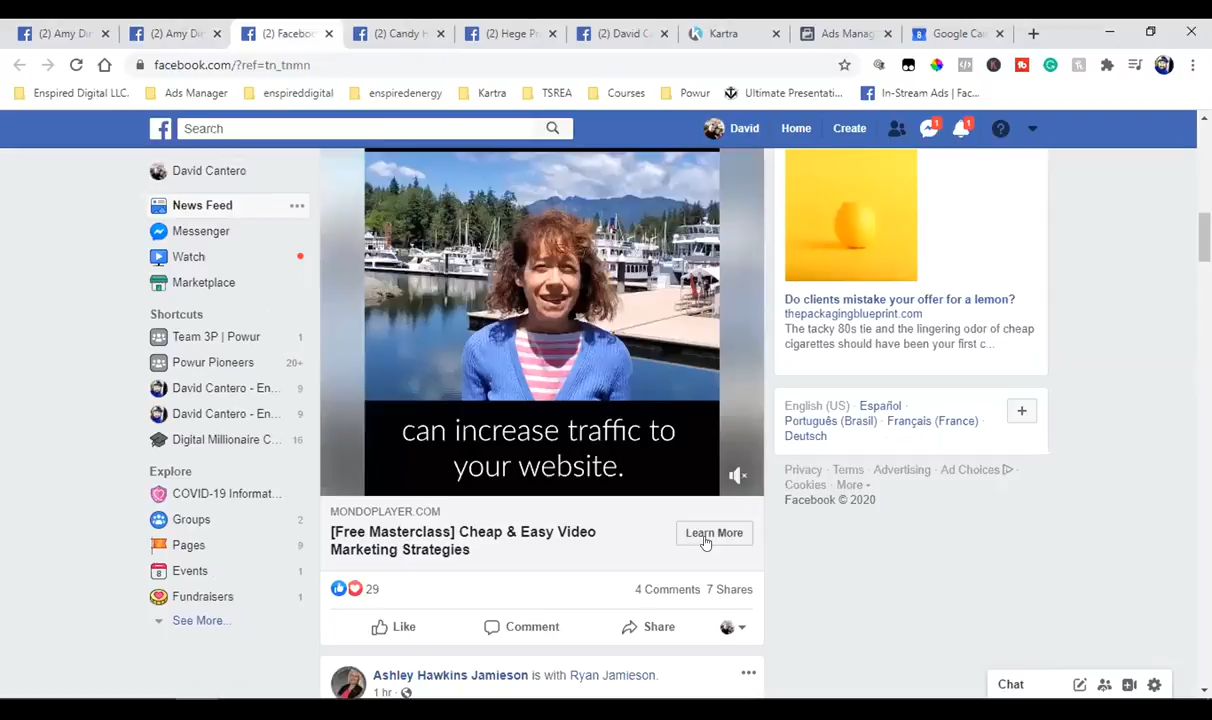 (2) Amy Di
(2) Amy Di
(2) Faceboo
(2) Candy H
(2) Hege Pr
(2) David C
Kartra
Ads Manag
Google Ca
facebook.com/?ref=tn_tnmn
Enspired Digital LLC.
Ads Manager
enspireddigital
enspiredenergy
Kartra
TSREA
Courses
Powur
Ultimate Presentati...
In-Stream Ads | Fac...
Search
David
Home
Create
1
1
David Cantero
News Feed
Messenger
Watch
Marketplace
Shortcuts
Team 3P | Powur 1
Powur Pioneers 20+
David Cantero - En... 9
David Cantero - En... 9
Digital Millionaire C... 16
Explore
COVID-19 Informat...
Groups 2
Pages 9
Events 1
Fundraisers 1
See More...
can increase traffic to
your website.
MONDOPLAYER.COM
[Free Masterclass] Cheap & Easy Video
Marketing Strategies
Learn More
29
4 Comments 7 Shares
Like
Comment
Share
Ashley Hawkins Jamieson is with Ryan Jamieson.
1 hr ·
Do clients mistake your offer for a lemon?
thepackagingblueprint.com
The tacky 80s tie and the lingering odor of cheap
cigarettes should have been your first c...
English (US) · Español ·
Português (Brasil) · Français (France) ·
Deutsch
Privacy · Terms · Advertising · Ad Choices ·
Cookies · More
Facebook © 2020
Chat